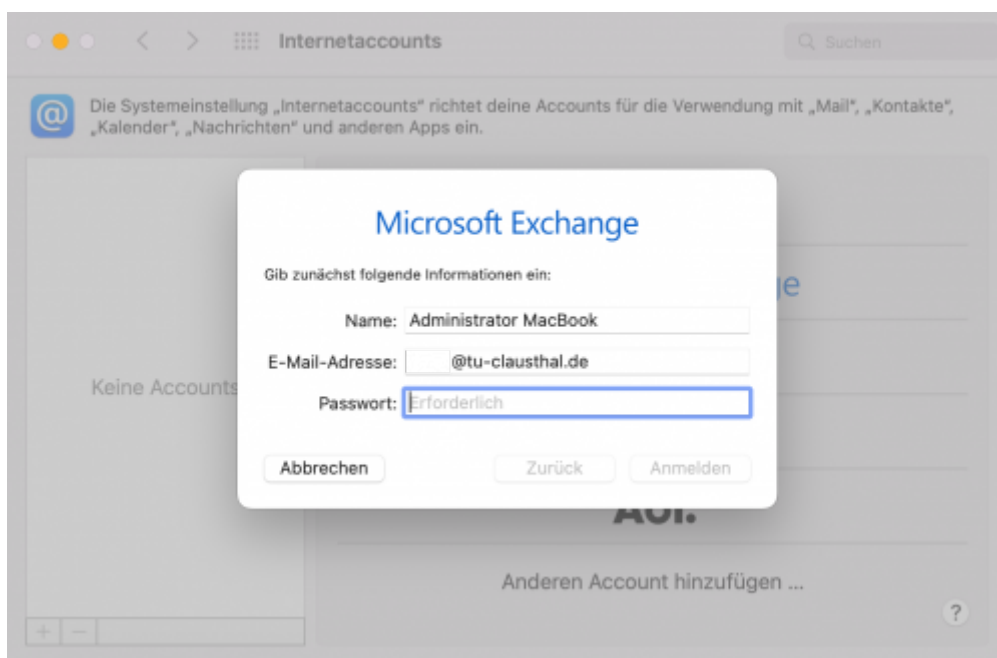 Internetaccounts
Suchen
Die Systemeinstellung „Internetaccounts“ richtet deine Accounts für die Verwendung mit „Mail“, „Kontakte“,
„Kalender“, „Nachrichten“ und anderen Apps ein.
Microsoft Exchange
Gib zunächst folgende Informationen ein:
Name: Administrator MacBook
E-Mail-Adresse: @tu-clausthal.de
Passwort: Erforderlich
Abbrechen Zurück Anmelden
Keine Accounts
Aol.
Anderen Account hinzufügen ...
?
+ −